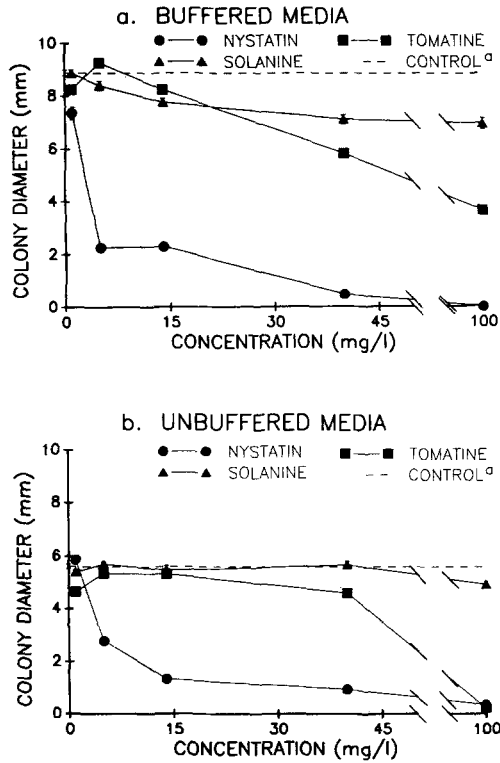 a. BUFFERED MEDIA
NYSTATIN TOMATINE
SOLANINE CONTROLᵃ
10
8
6
4
2
0
COLONY DIAMETER (mm)
0 15 30 45 100
CONCENTRATION (mg/l)
b. UNBUFFERED MEDIA
NYSTATIN TOMATINE
SOLANINE CONTROLᵃ
10
8
6
4
2
0
COLONY DIAMETER (mm)
0 15 30 45 100
CONCENTRATION (mg/l)